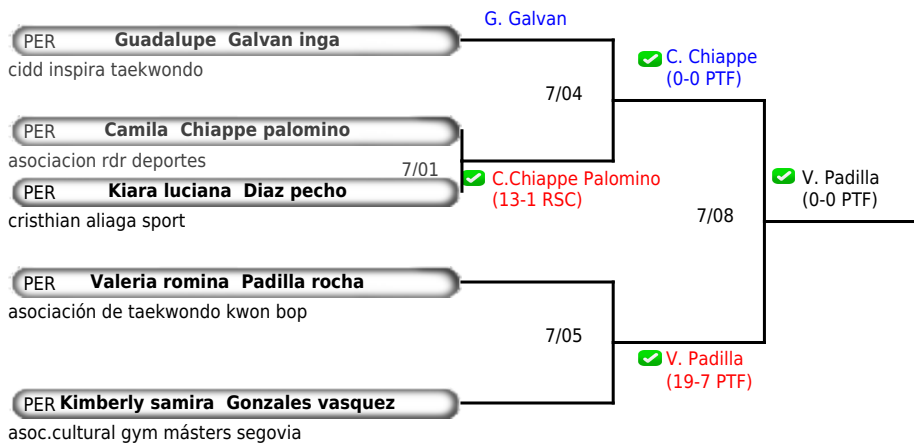 G. Galvan
PER Guadalupe Galvan inga
cidd inspira taekwondo
C. Chiappe
(0-0 PTF)
7/04
PER Camila Chiappe palomino
asociacion rdr deportes
7/01
C.Chiappe Palomino
(13-1 RSC)
PER Kiara luciana Diaz pecho
cristhian aliaga sport
V. Padilla
(0-0 PTF)
7/08
PER Valeria romina Padilla rocha
asociación de taekwondo kwon bop
7/05
V. Padilla
(19-7 PTF)
PER Kimberly samira Gonzales vasquez
asoc.cultural gym másters segovia